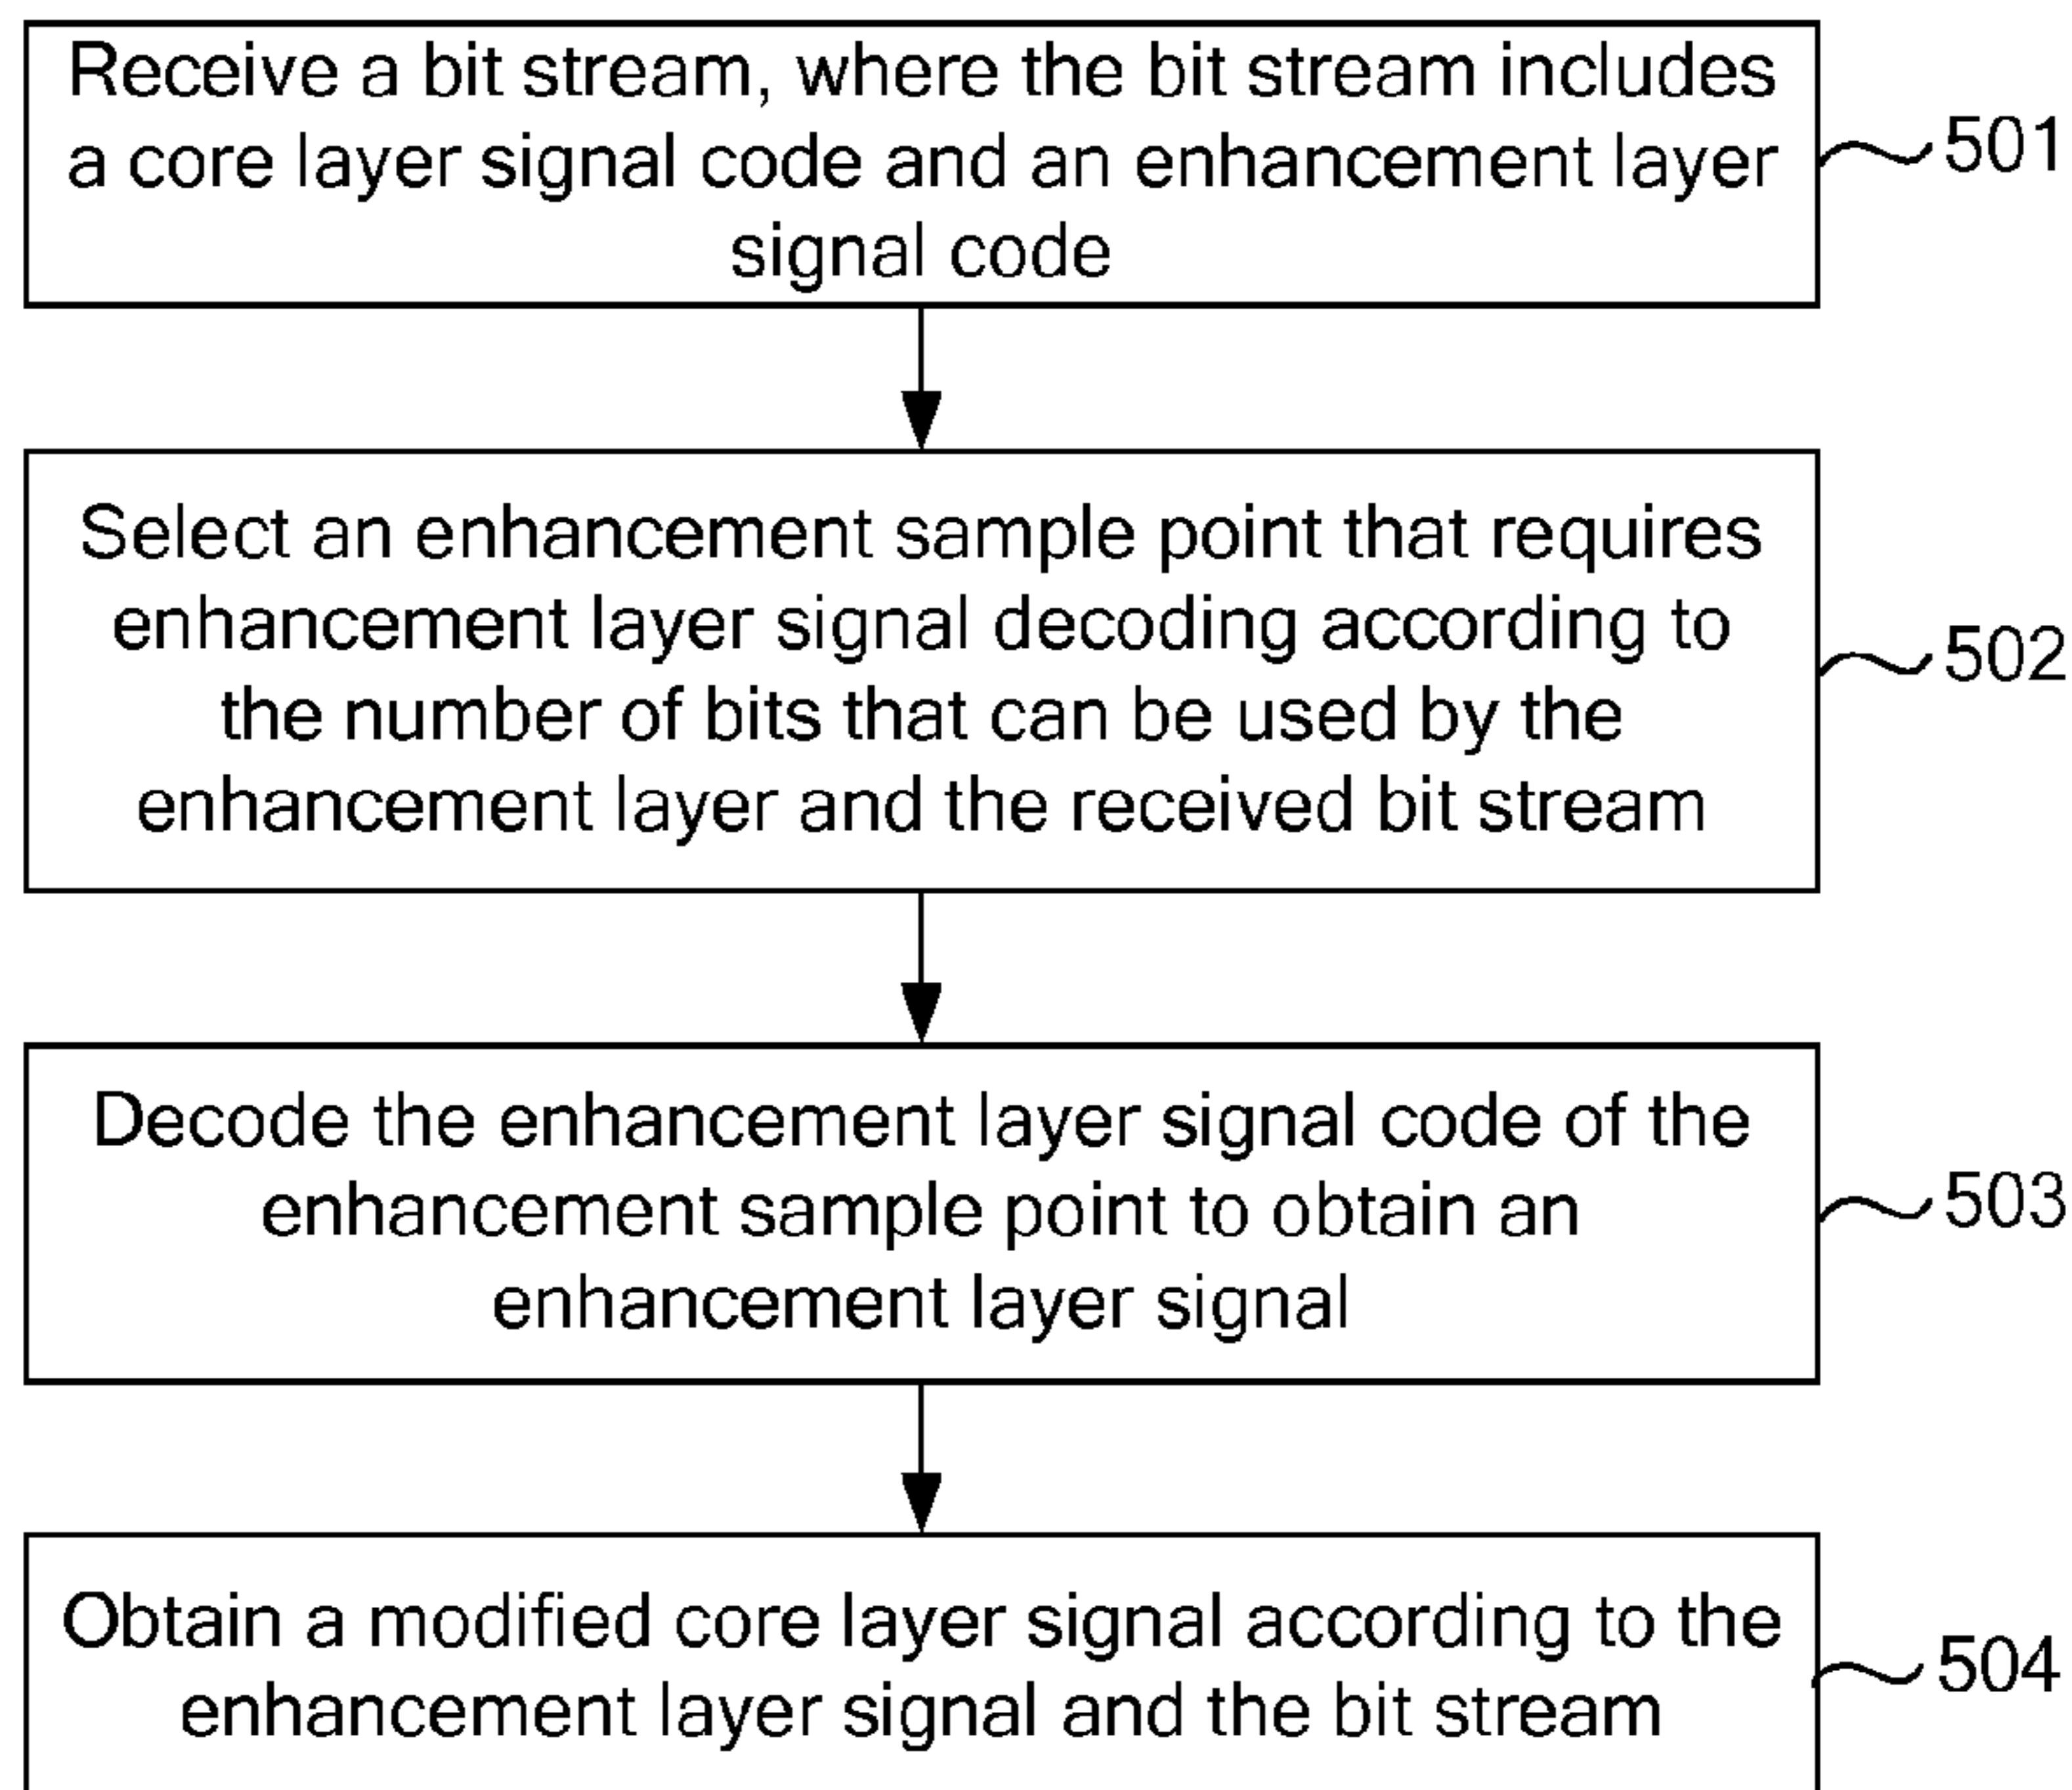 Receive a bit stream, where the bit stream includes
a core layer signal code and an enhancement layer
signal code
501
Select an enhancement sample point that requires
enhancement layer signal decoding according to
the number of bits that can be used by the
enhancement layer and the received bit stream
502
Decode the enhancement layer signal code of the
enhancement sample point to obtain an
enhancement layer signal
503
Obtain a modified core layer signal according to the
enhancement layer signal and the bit stream
504